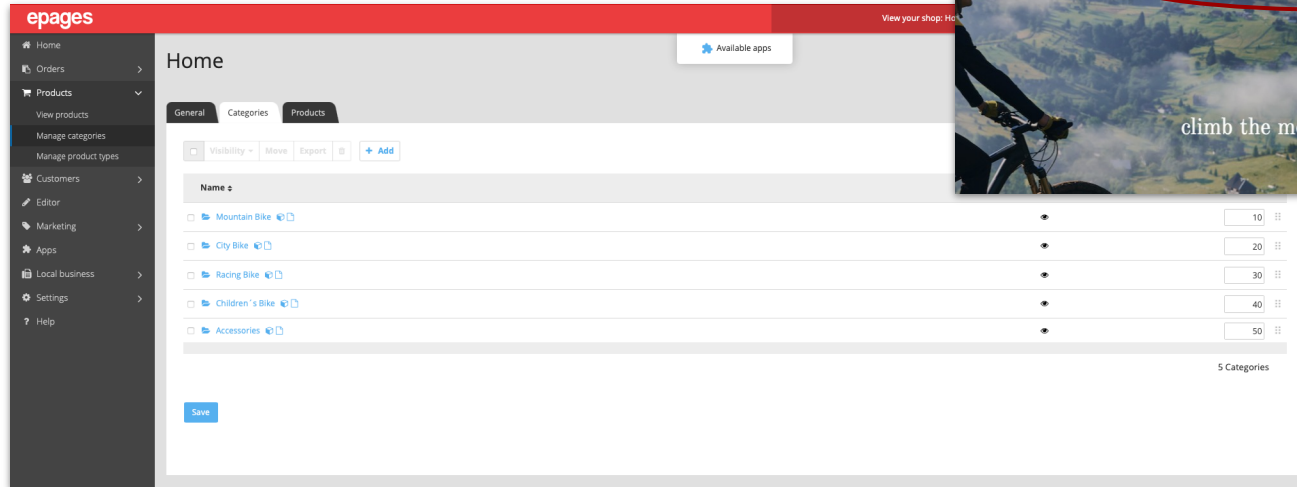 epages
View your shop: Ho
Home
Orders
Products
View products
Manage categories
Manage product types
Customers
Editor
Marketing
Apps
Local business
Settings
? Help
Available apps
Home
General Categories Products
Visibility Move Export + Add
Name
Mountain Bike 10
City Bike 20
Racing Bike 30
Children´s Bike 40
Accessories 50
5 Categories
Save
climb the m